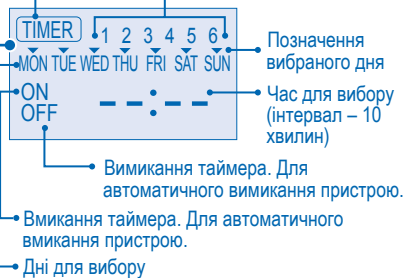 TIMER 1 2 3 4 5 6
MON TUE WED THU FRI SAT SUN
ON
OFF
--:--
Позначення
вибраного дня
Час для вибору
(інтервал – 10
хвилин)
Вимикання таймера. Для
автоматичного вимикання пристрою.
Вмикання таймера. Для автоматичного
вмикання пристрою.
Дні для вибору